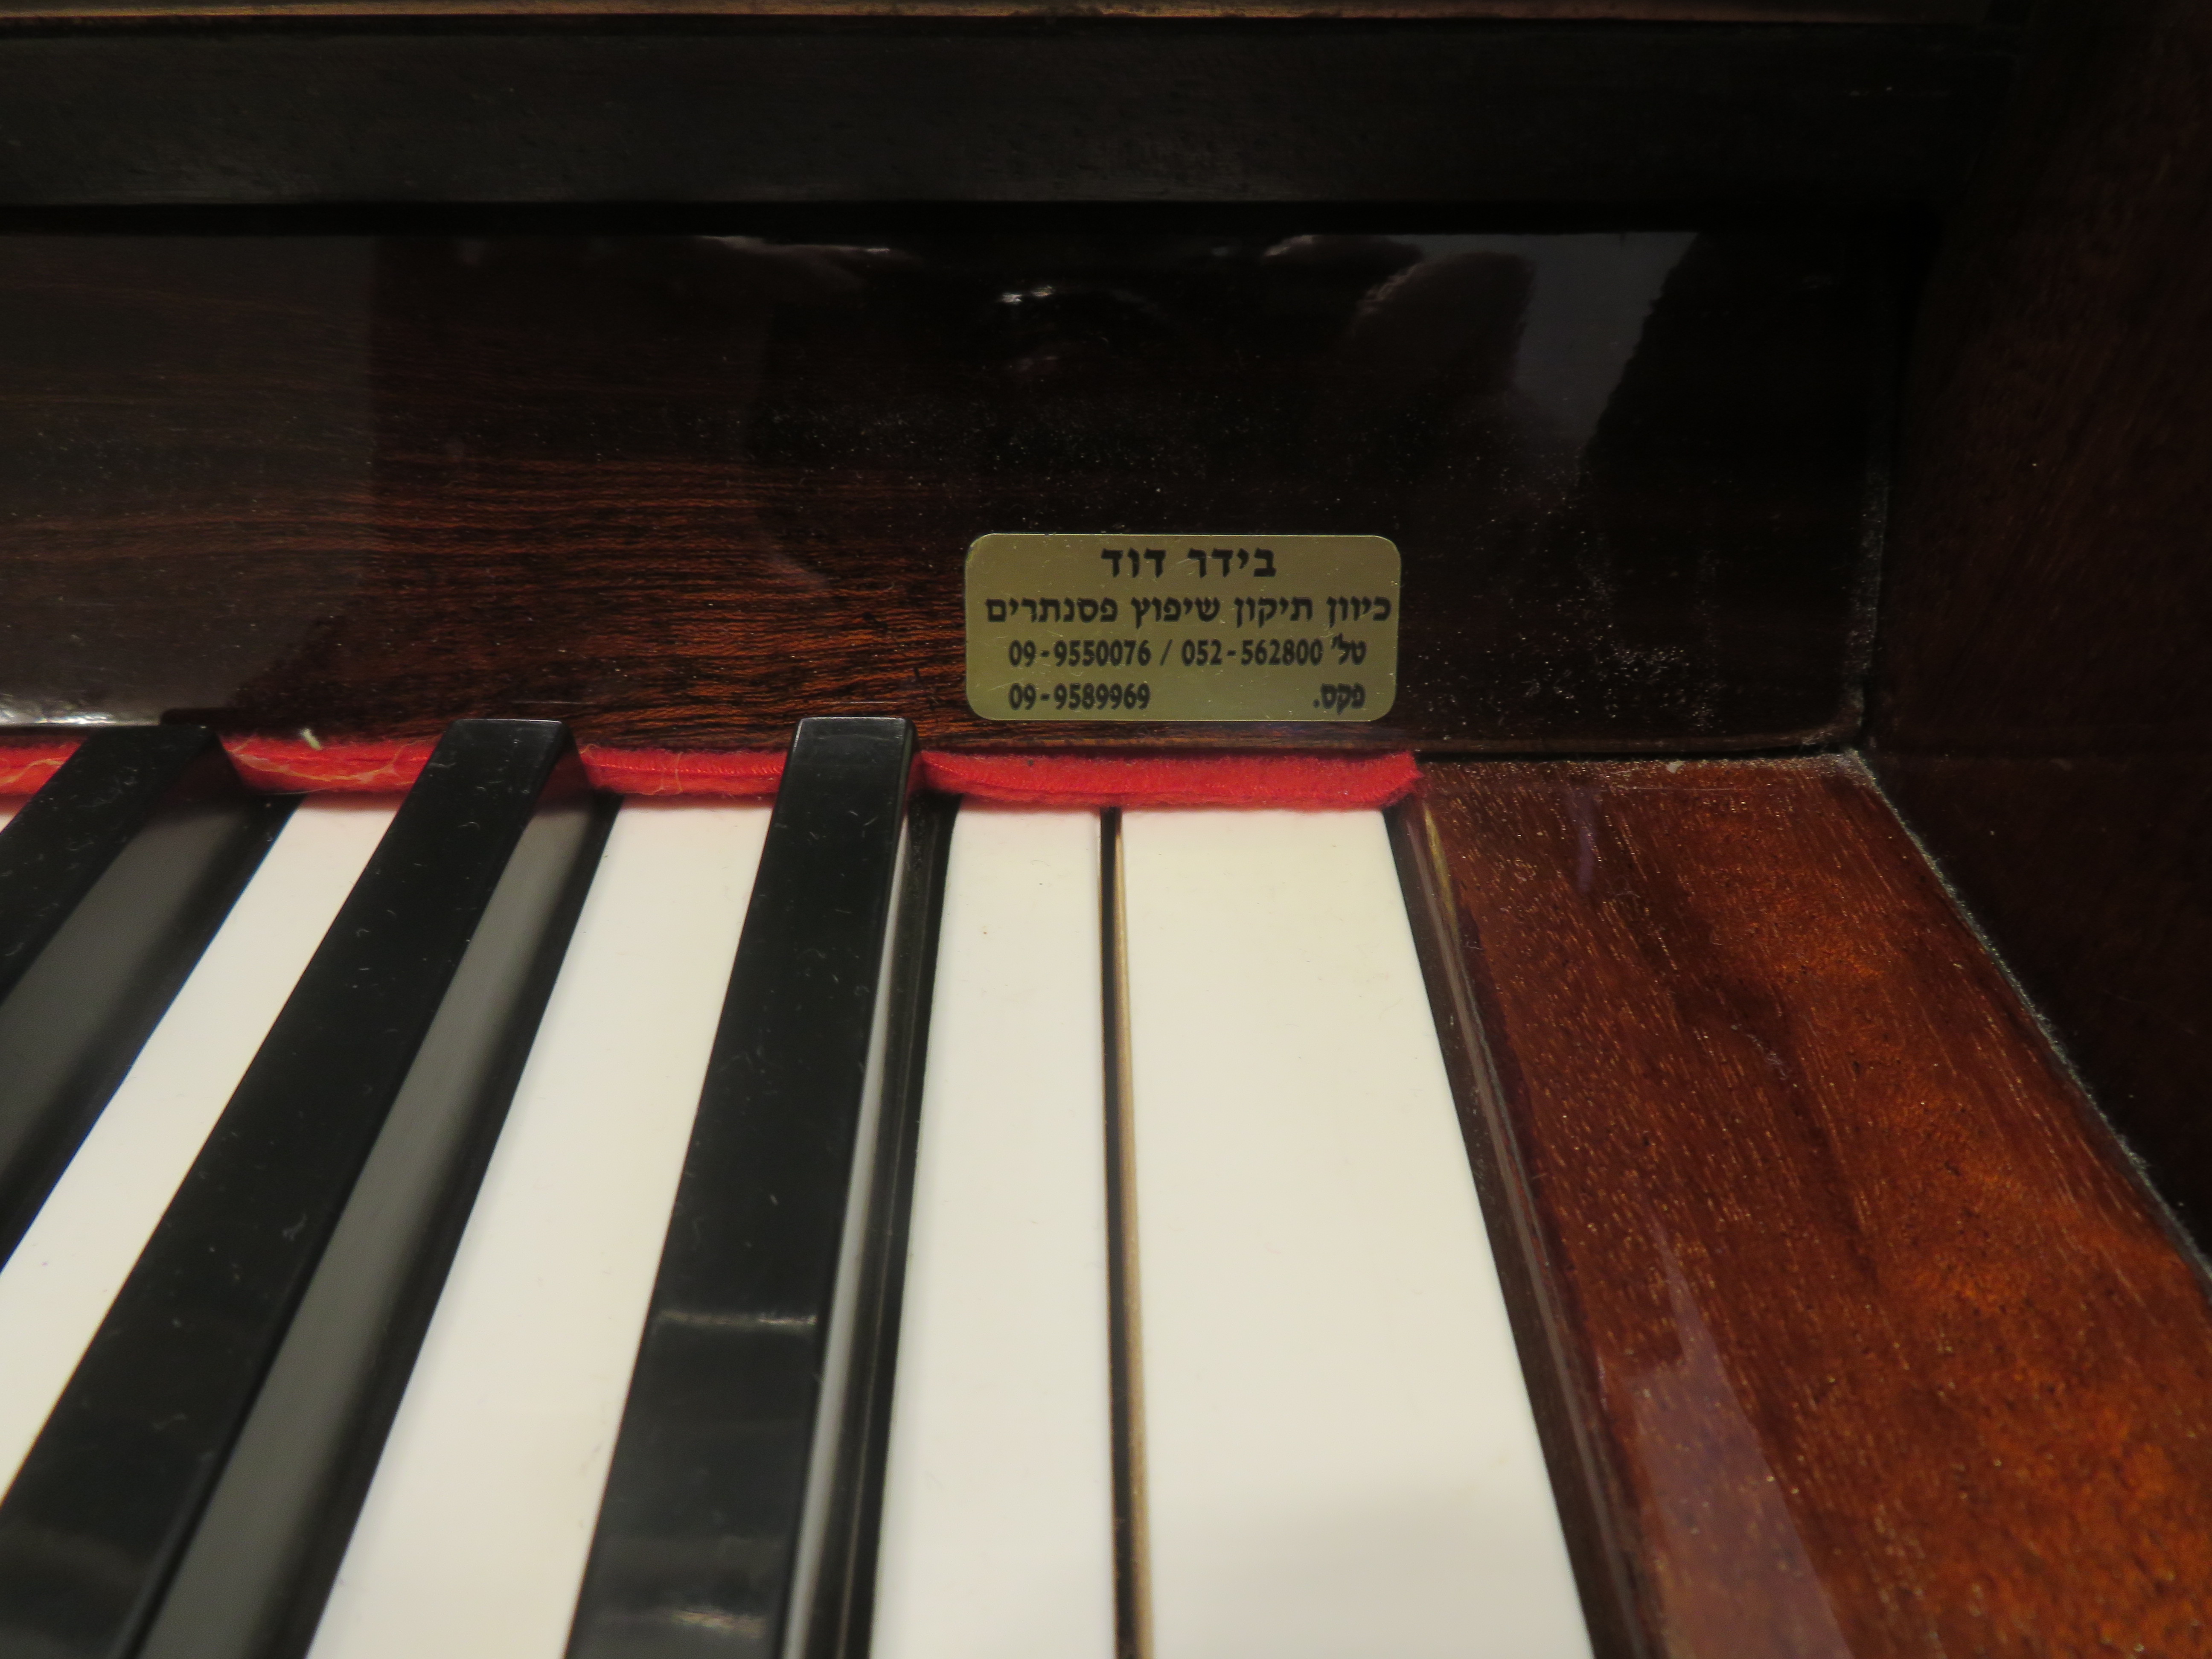 בידר דוד
כיוון תיקון שיפוץ פסנתרים
טל' 052-562800 / 09-9550076
פקס. 09-9589969